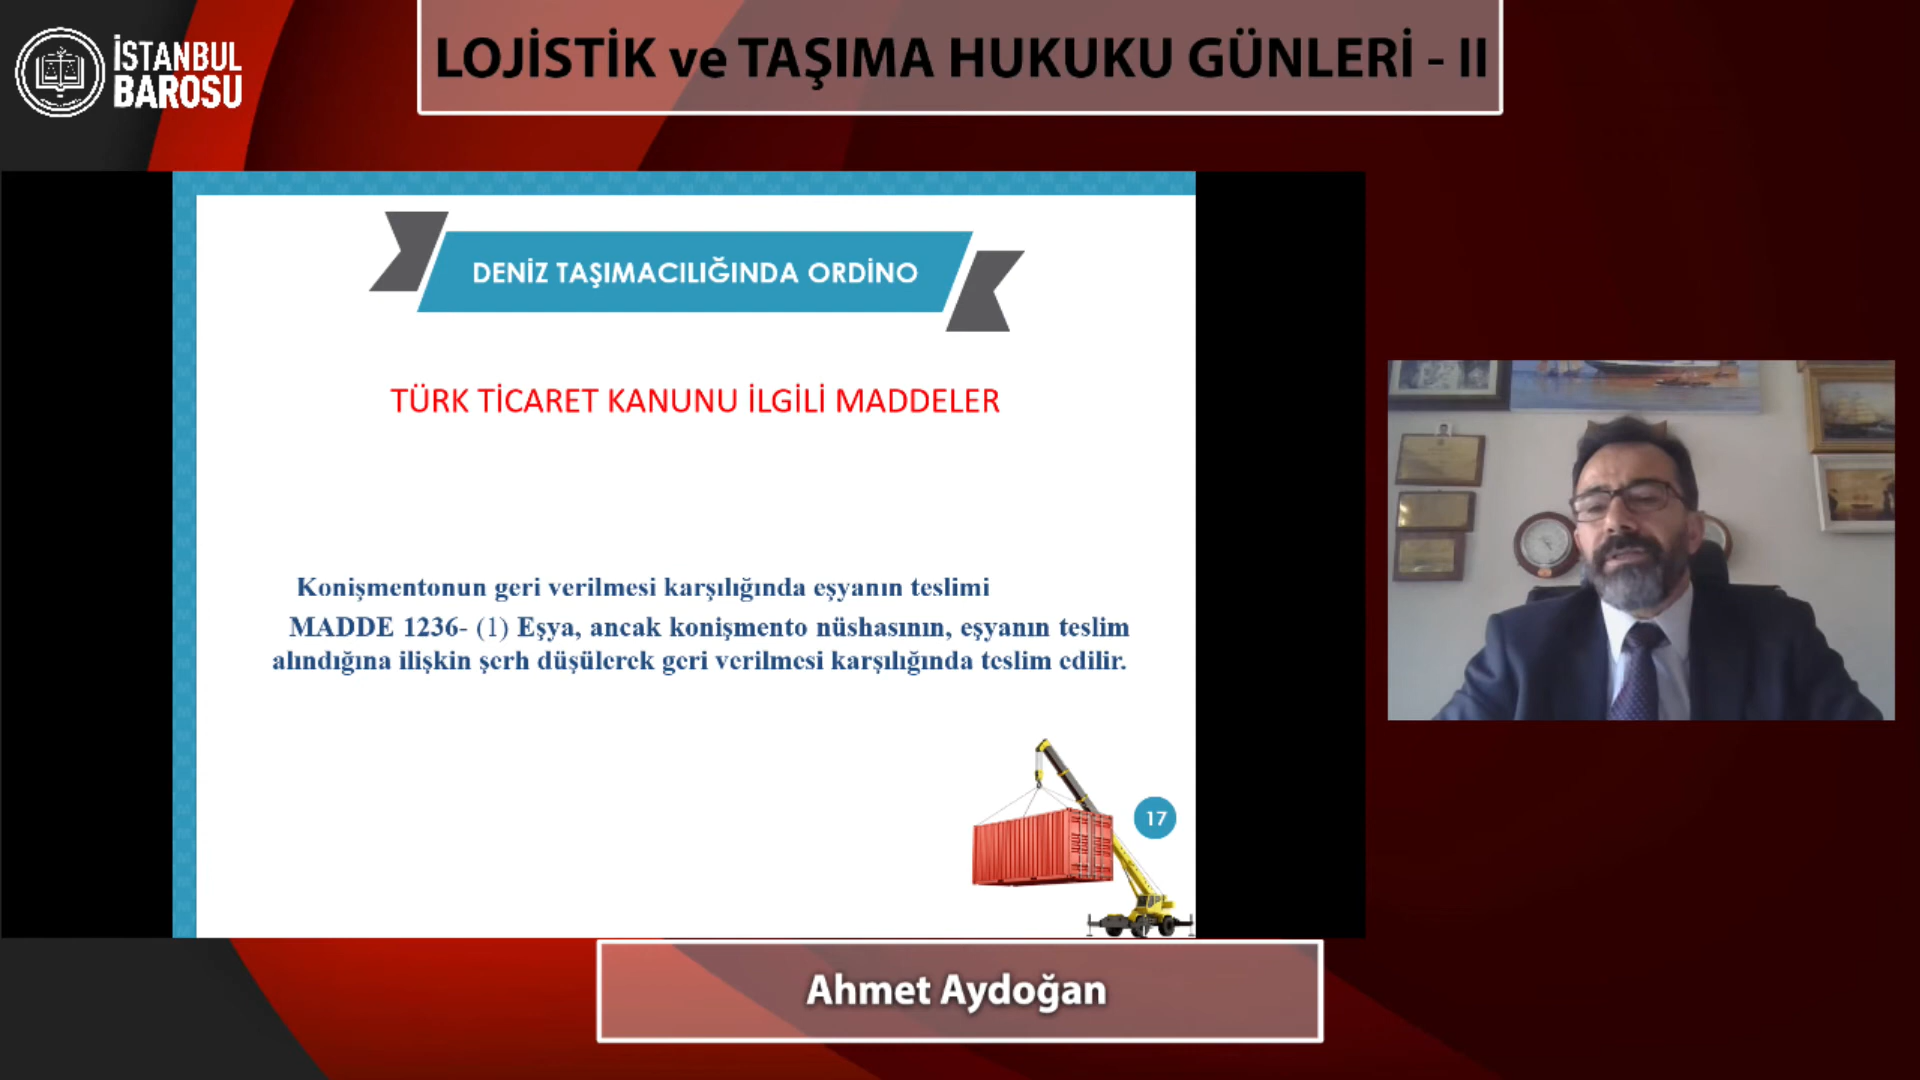 İSTANBUL
BAROSU
LOJİSTİK ve TAŞIMA HUKUKU GÜNLERİ - II
DENİZ TAŞIMACILIĞINDA ORDİNO
TÜRK TİCARET KANUNU İLGİLİ MADDELER
Konişmentonun geri verilmesi karşılığında eşyanın teslimi
MADDE 1236- (1) Eşya, ancak konişmento nüshasının, eşyanın teslim
alındığına ilişkin şerh düşülerek geri verilmesi karşılığında teslim edilir.
17
Ahmet Aydoğan